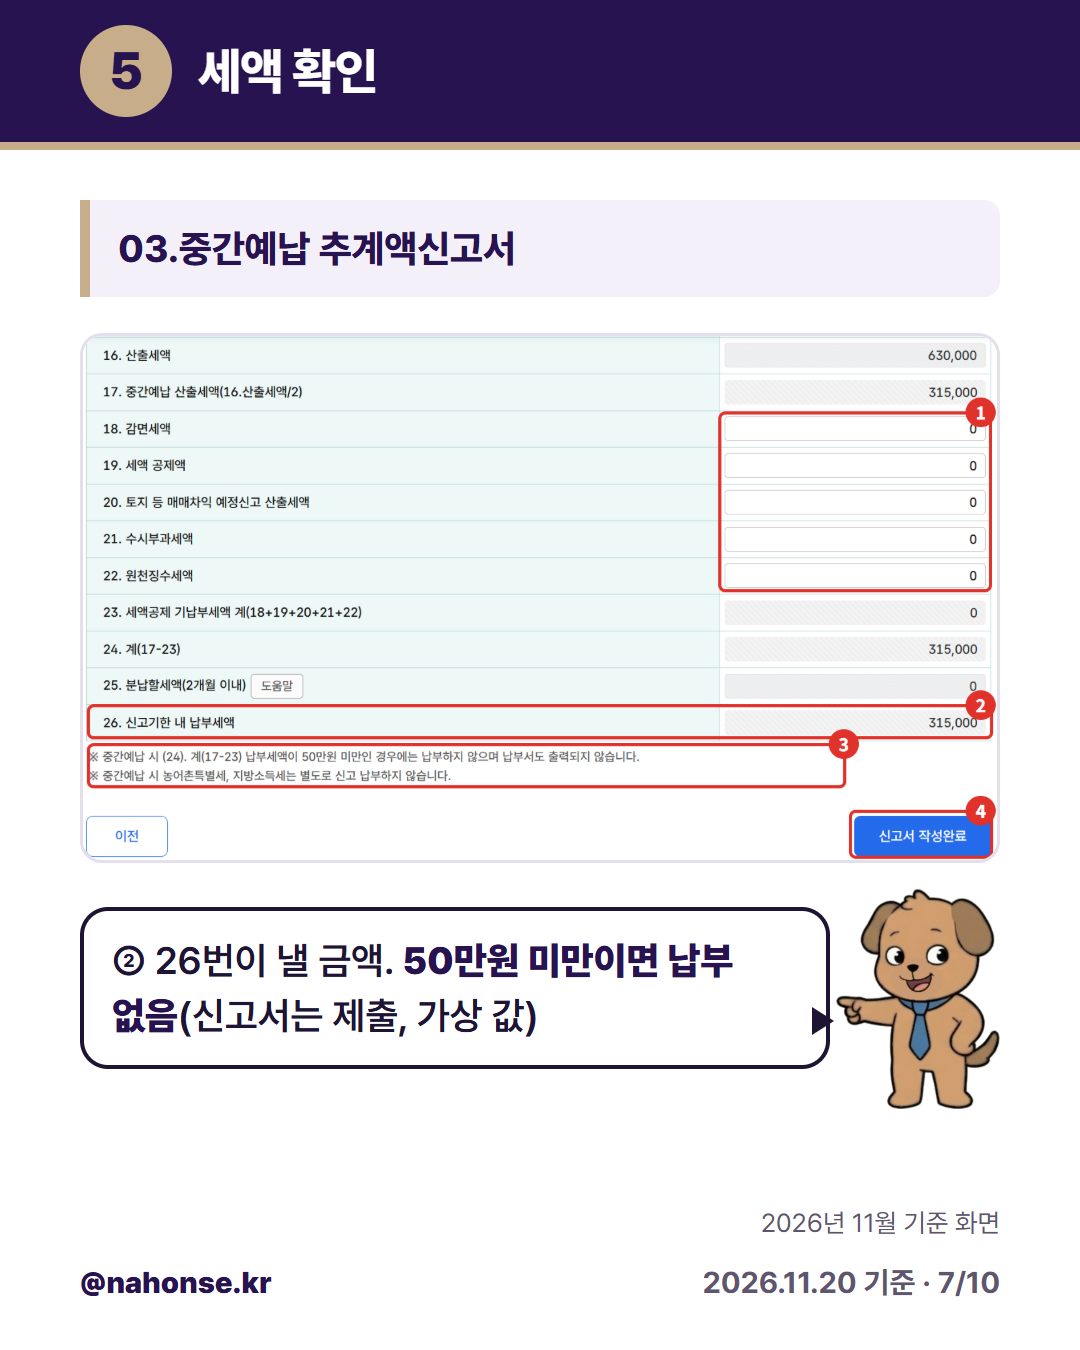 5 세액 확인
03.중간예납 추계액신고서
16. 산출세액 630,000
17. 중간예납 산출세액(16.산출세액/2) 315,000
1
18. 감면세액 0
19. 세액 공제액 0
20. 토지 등 매매차익 예정신고 산출세액 0
21. 수시부과세액 0
22. 원천징수세액 0
23. 세액공제 기납부세액 계(18+19+20+21+22) 0
24. 계(17-23) 315,000
25. 분납할세액(2개월 이내) 도움말 0
2
26. 신고기한 내 납부세액 315,000
3
※ 중간예납 시 (24). 계(17-23) 납부세액이 50만원 미만인 경우에는 납부하지 않으며 납부서도 출력되지 않습니다.
※ 중간예납 시 농어촌특별세, 지방소득세는 별도로 신고 납부하지 않습니다.
4
이전 신고서 작성완료
② 26번이 낼 금액. 50만원 미만이면 납부
없음(신고서는 제출, 가상 값)
2026년 11월 기준 화면
@nahonse.kr 2026.11.20 기준 · 7/10